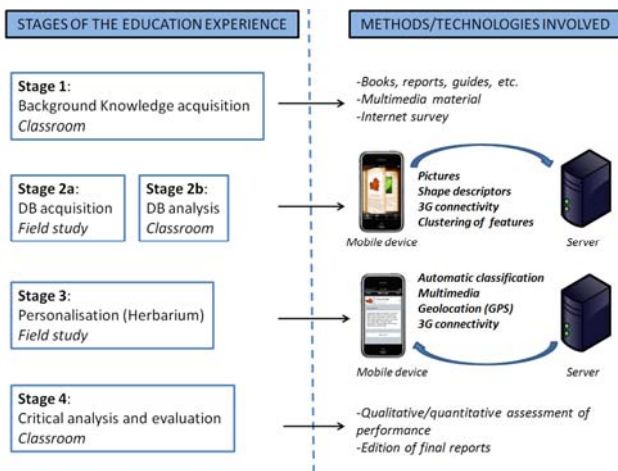 STAGES OF THE EDUCATION EXPERIENCE
METHODS/TECHNOLOGIES INVOLVED
Stage 1:
Background Knowledge acquisition
Classroom
-Books, reports, guides, etc.
-Multimedia material
-Internet survey
Stage 2a:
DB acquisition
Field study
Stage 2b:
DB analysis
Classroom
Pictures
Shape descriptors
3G connectivity
Clustering of features
Mobile device
Server
Stage 3:
Personalisation (Herbarium)
Field study
Automatic classification
Multimedia
Geolocation (GPS)
3G connectivity
Mobile device
Server
Stage 4:
Critical analysis and evaluation
Classroom
-Qualitative/quantitative assessment of
performance
-Edition of final reports